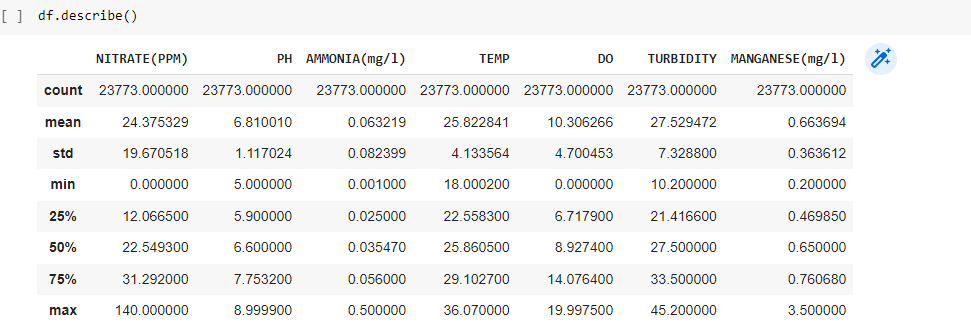 [ ] df.describe()
NITRATE(PPM) PH AMMONIA(mg/l) TEMP DO TURBIDITY MANGANESE(mg/l)
count 23773.000000 23773.000000 23773.000000 23773.000000 23773.000000 23773.000000 23773.000000
mean 24.375329 6.810010 0.063219 25.822841 10.306266 27.529472 0.663694
std 19.670518 1.117024 0.082399 4.133564 4.700453 7.328800 0.363612
min 0.000000 5.000000 0.001000 18.000200 0.000000 10.200000 0.200000
25% 12.066500 5.900000 0.025000 22.558300 6.717900 21.416600 0.469850
50% 22.549300 6.600000 0.035470 25.860500 8.927400 27.500000 0.650000
75% 31.292000 7.753200 0.056000 29.102700 14.076400 33.500000 0.760680
max 140.000000 8.999900 0.500000 36.070000 19.997500 45.200000 3.500000